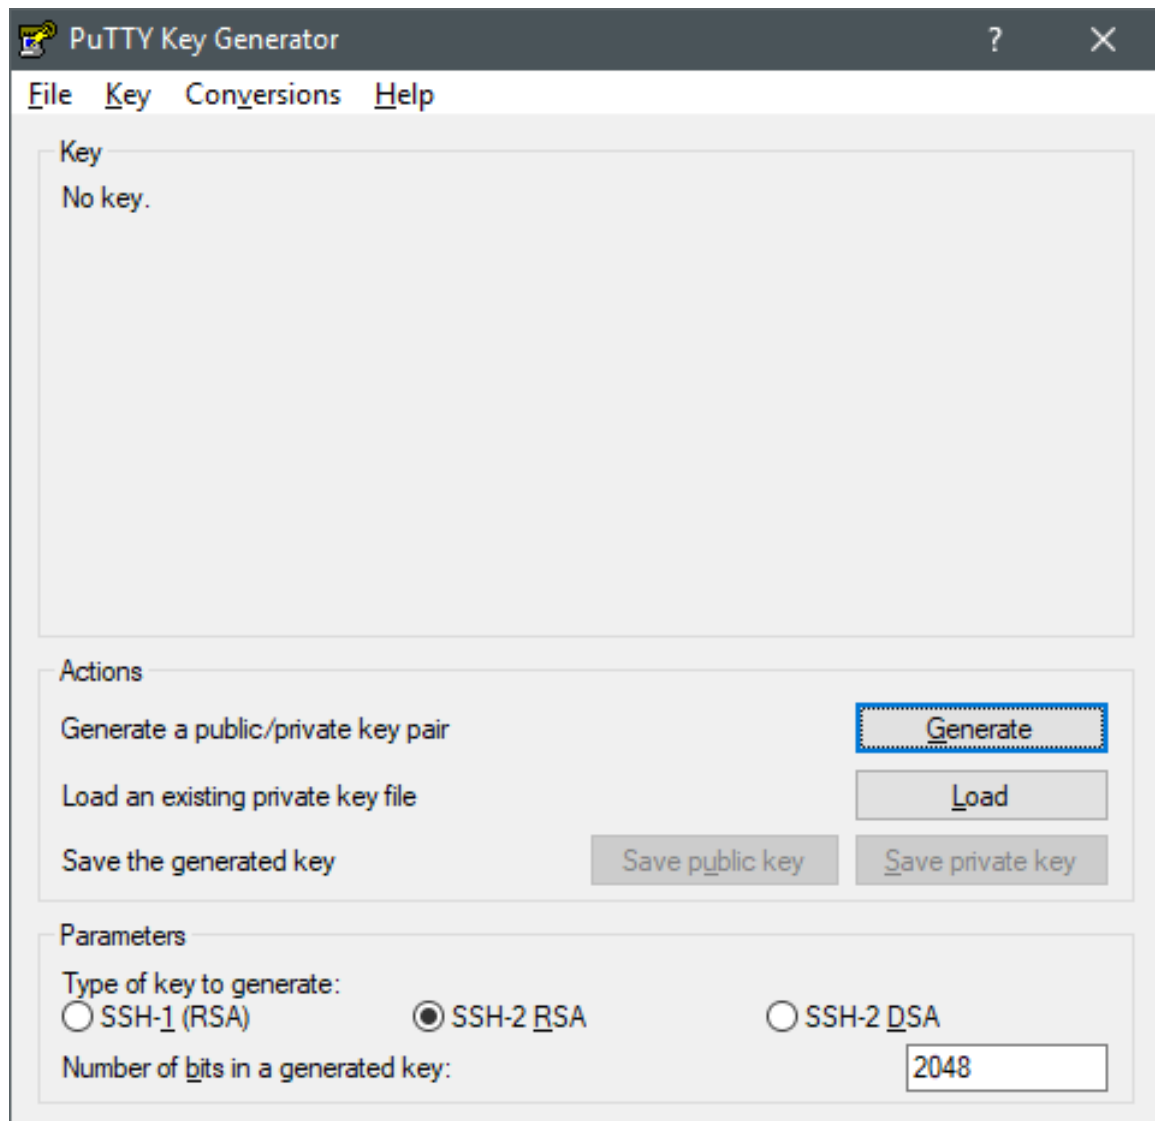 PuTTY Key Generator ?
File Key Conversions Help
Key
No key.
Actions
Generate a public/private key pair Generate
Load an existing private key file Load
Save the generated key Save public key Save private key
Parameters
Type of key to generate:
SSH-1 (RSA) SSH-2 RSA SSH-2 DSA
Number of bits in a generated key: 2048